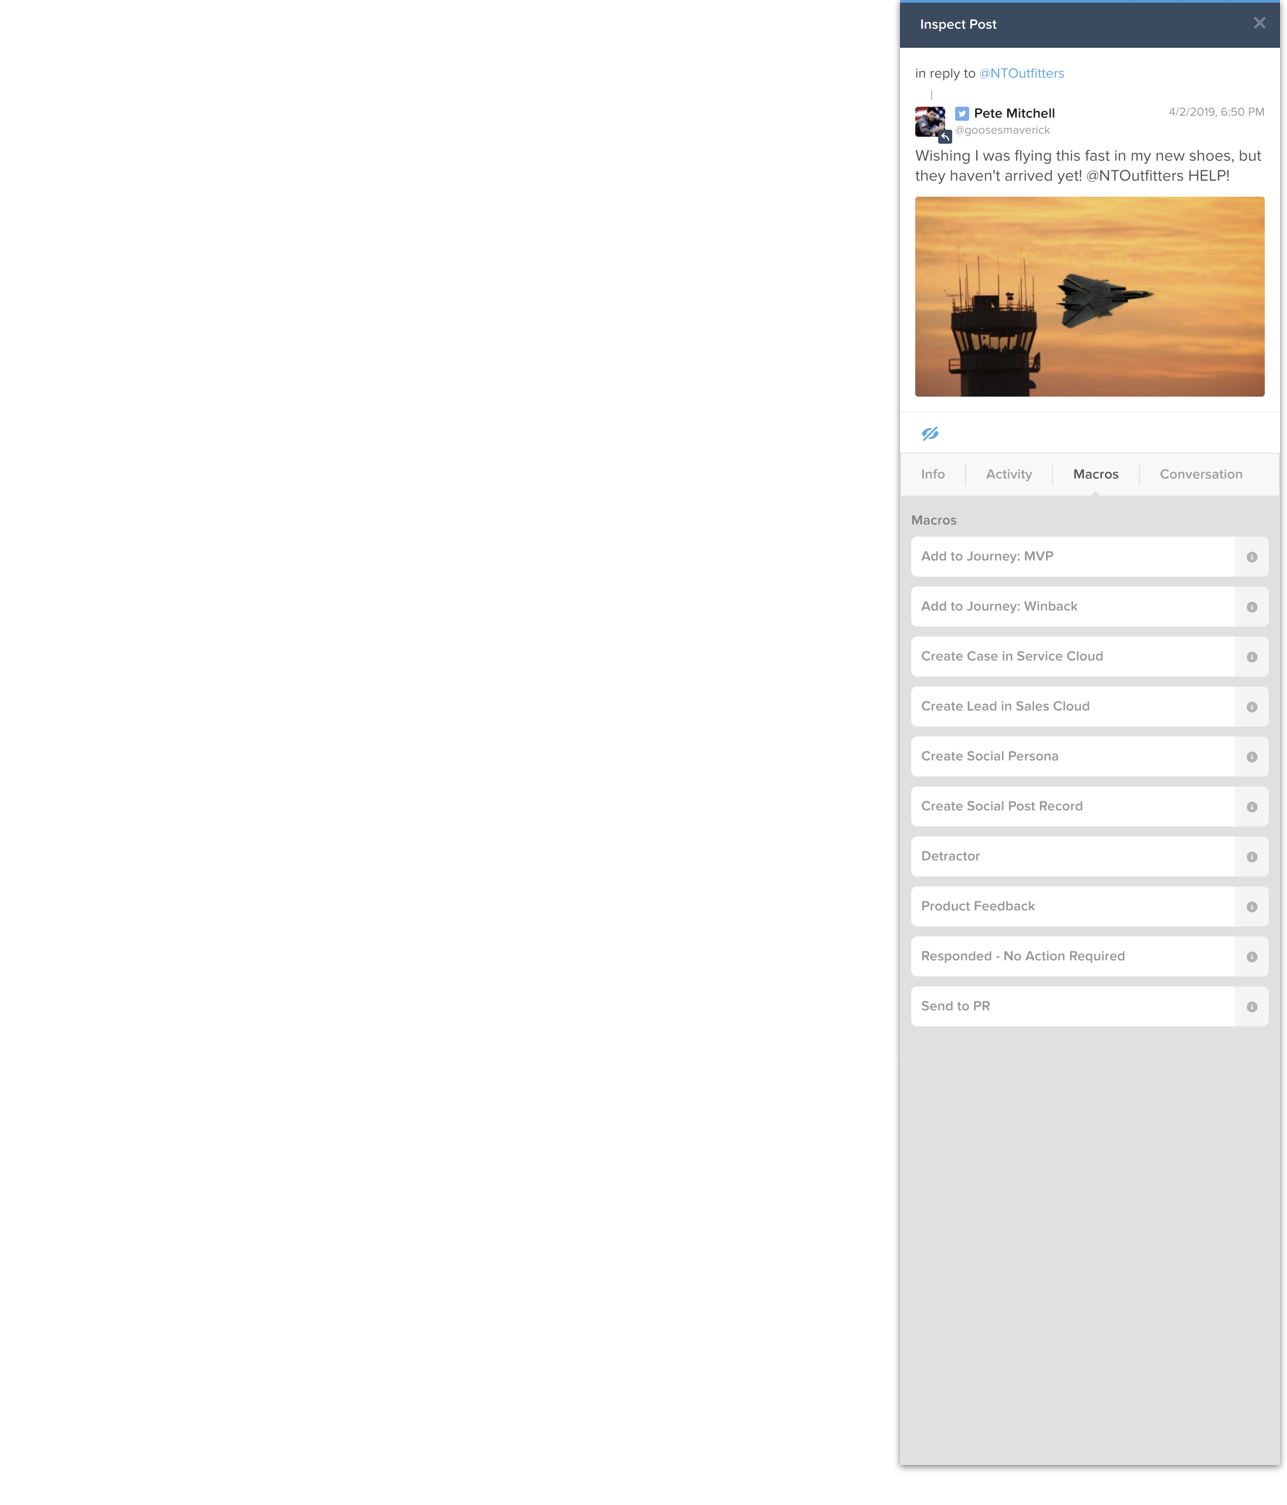 Inspect Post
in reply to @NTOutfitters
Pete Mitchell
4/2/2019, 6:50 PM
@goosesmaverick
Wishing I was flying this fast in my new shoes, but
they haven't arrived yet! @NTOutfitters HELP!
Info
Activity
Macros
Conversation
Macros
Add to Journey: MVP
Add to Journey: Winback
Create Case in Service Cloud
Create Lead in Sales Cloud
Create Social Persona
Create Social Post Record
Detractor
Product Feedback
Responded - No Action Required
Send to PR